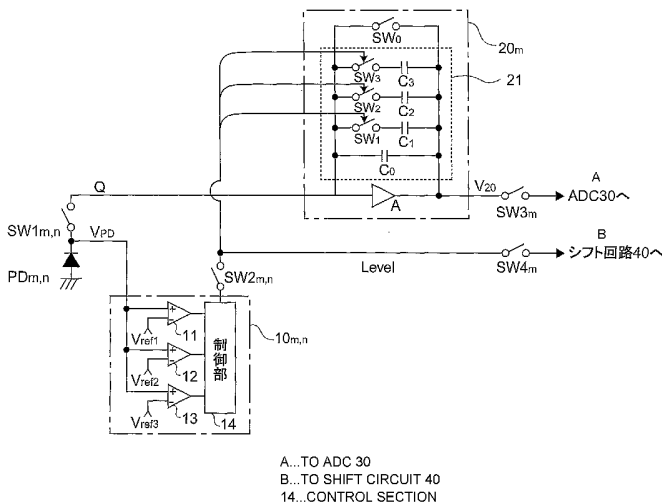 SW0
20m
SW3
C3
21
SW2
C2
SW1
C1
C0
Q
A
V20
SW3m
A
ADC30へ
SW1m,n
VPD
PDm,n
B
シフト回路40へ
SW4m
Level
SW2m,n
10m,n
Vref1
11
Vref2
12
Vref3
13
制御部
14
A...TO ADC 30
B...TO SHIFT CIRCUIT 40
14...CONTROL SECTION